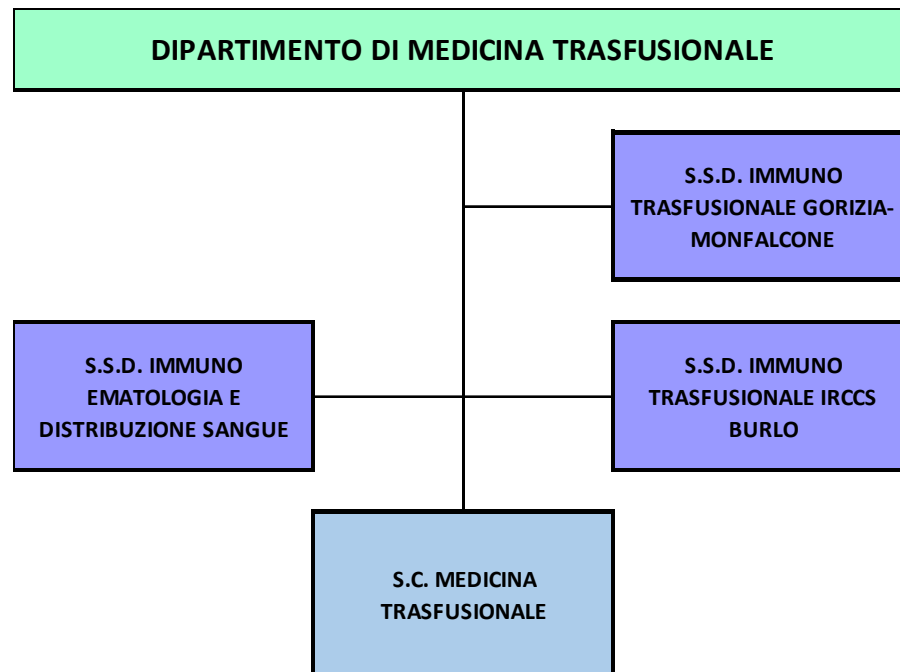 DIPARTIMENTO DI MEDICINA TRASFUSIONALE
S.S.D. IMMUNO
TRASFUSIONALE GORIZIA-
MONFALCONE
S.S.D. IMMUNO
EMATOLOGIA E
DISTRIBUZIONE SANGUE
S.S.D. IMMUNO
TRASFUSIONALE IRCCS
BURLO
S.C. MEDICINA
TRASFUSIONALE